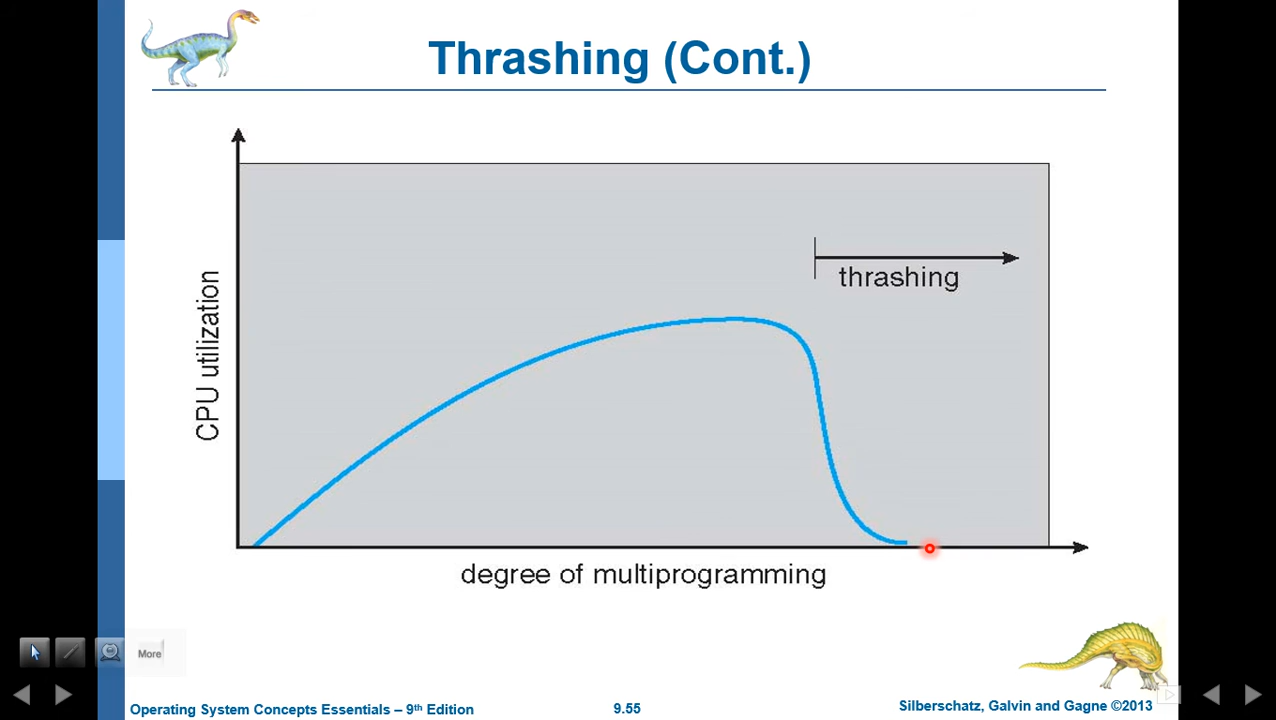 Thrashing (Cont.)
thrashing
CPU utilization
degree of multiprogramming
More
Operating System Concepts Essentials – 9th Edition
9.55
Silberschatz, Galvin and Gagne ©2013